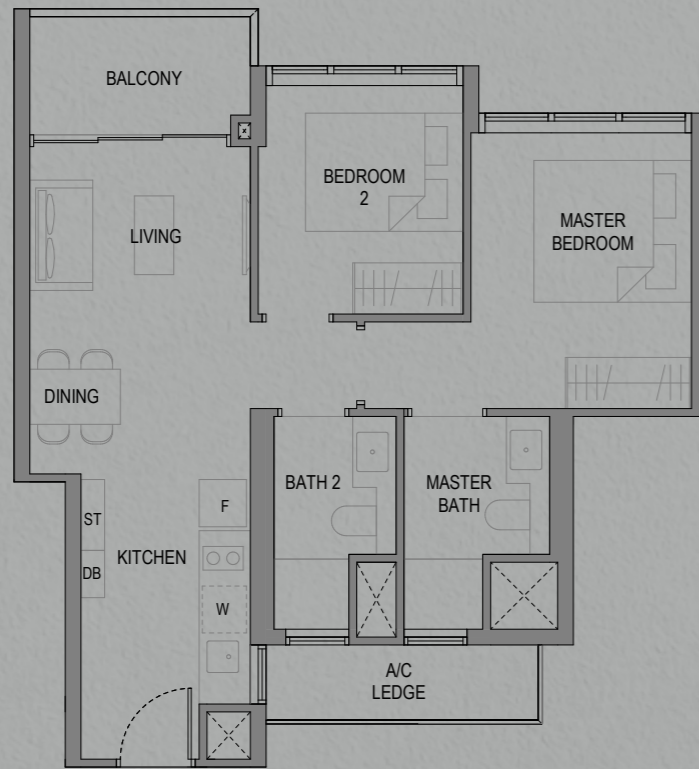 BALCONY
BEDROOM
2
MASTER
BEDROOM
LIVING
DINING
BATH 2
MASTER
BATH
ST
F
KITCHEN
DB
W
A/C
LEDGE